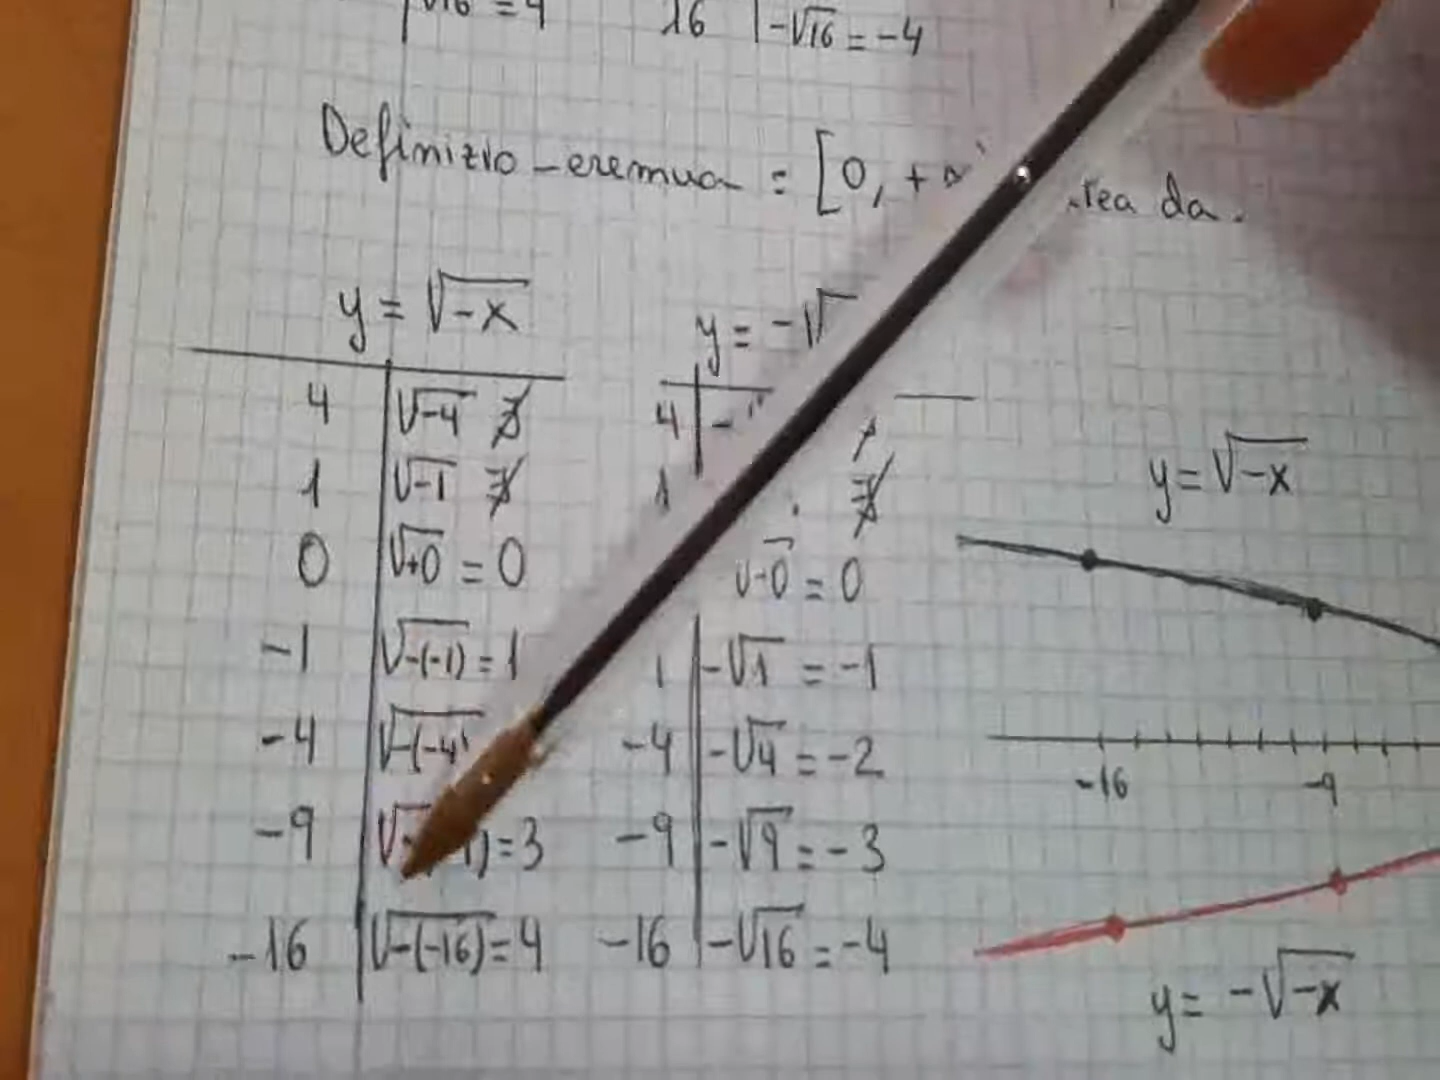 √16 = 4 16 -√16 = -4
Definizio-eremua = [0, +∞ da.
y = √-x
4 √-4 ∄
1 √-1 ∄
0 √+0 = 0
-1 √-(-1) = 1
-4 √-(-4
-9 = 3
-16 √-(-16) = 4
y = -√
4 -
1 ∄
√-0 = 0
1 -√1 = -1
-4 -√4 = -2
-9 -√9 = -3
-16 -√16 = -4
y = √-x
-16 -9
y = -√-x